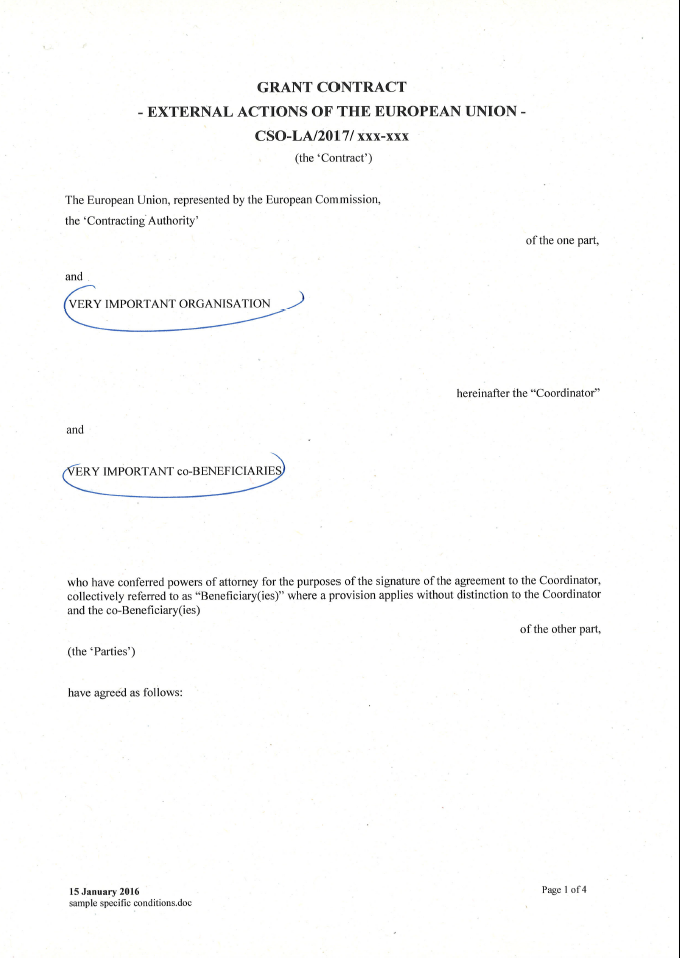 GRANT CONTRACT
- EXTERNAL ACTIONS OF THE EUROPEAN UNION -
CSO-LA/2017/ xxx-xxx
(the ‘Contract’)
The European Union, represented by the European Commission,
the ‘Contracting Authority’
of the one part,
and
VERY IMPORTANT ORGANISATION
hereinafter the “Coordinator”
and
VERY IMPORTANT co-BENEFICIARIES
who have conferred powers of attorney for the purposes of the signature of the agreement to the Coordinator,
collectively referred to as “Beneficiary(ies)” where a provision applies without distinction to the Coordinator
and the co-Beneficiary(ies)
of the other part,
(the ‘Parties’)
have agreed as follows:
15 January 2016
sample specific conditions.doc
Page 1 of 4